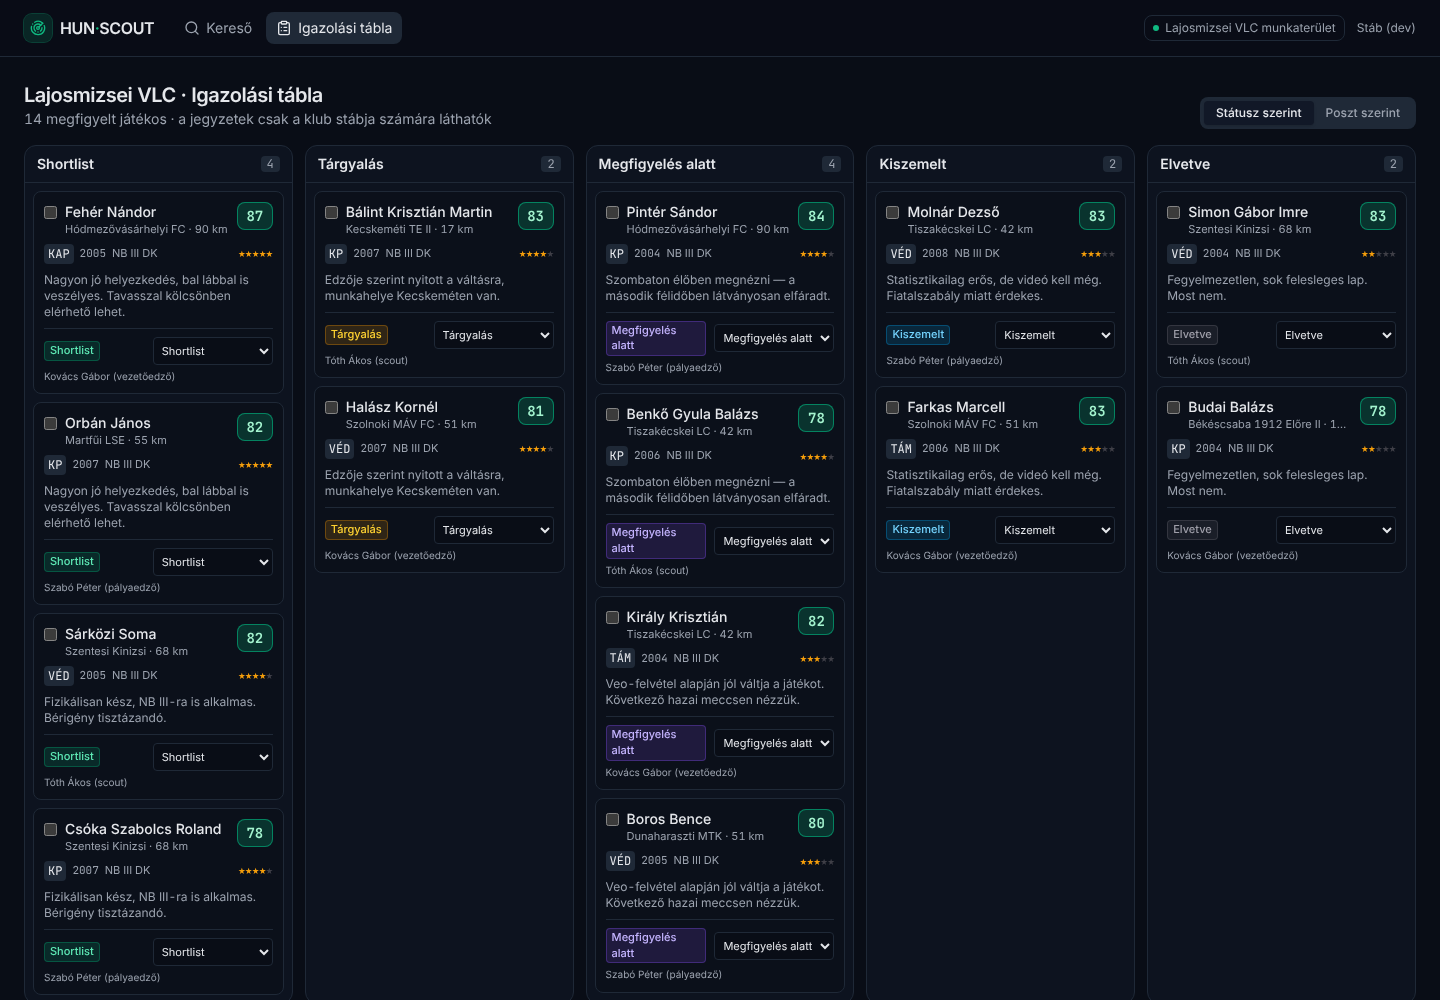 HUN·SCOUT
Kereső
Igazolási tábla
Lajosmizsei VLC munkaterület
Stáb (dev)
Lajosmizsei VLC · Igazolási tábla
14 megfigyelt játékos · a jegyzetek csak a klub stábja számára láthatók
Státusz szerint
Poszt szerint
Shortlist
4
Fehér Nándor
87
Hódmezővásárhelyi FC · 90 km
KAP 2005 NB III DK
★★★★★
Nagyon jó helyezkedés, bal lábbal is
veszélyes. Tavasszal kölcsönben
elérhető lehet.
Shortlist
Shortlist
Kovács Gábor (vezetőedző)
Orbán János
82
Martfűi LSE · 55 km
KP 2007 NB III DK
★★★★★
Nagyon jó helyezkedés, bal lábbal is
veszélyes. Tavasszal kölcsönben
elérhető lehet.
Shortlist
Shortlist
Szabó Péter (pályaedző)
Sárközi Soma
82
Szentesi Kinizsi · 68 km
VÉD 2005 NB III DK
★★★★★
Fizikálisan kész, NB III-ra is alkalmas.
Bérigény tisztázandó.
Shortlist
Shortlist
Tóth Ákos (scout)
Csóka Szabolcs Roland
78
Szentesi Kinizsi · 68 km
KP 2007 NB III DK
★★★★★
Fizikálisan kész, NB III-ra is alkalmas.
Bérigény tisztázandó.
Shortlist
Shortlist
Szabó Péter (pályaedző)
Tárgyalás
2
Bálint Krisztián Martin
83
Kecskeméti TE II · 17 km
KP 2007 NB III DK
★★★★★
Edzője szerint nyitott a váltásra,
munkahelye Kecskeméten van.
Tárgyalás
Tárgyalás
Tóth Ákos (scout)
Halász Kornél
81
Szolnoki MÁV FC · 51 km
VÉD 2007 NB III DK
★★★★★
Edzője szerint nyitott a váltásra,
munkahelye Kecskeméten van.
Tárgyalás
Tárgyalás
Kovács Gábor (vezetőedző)
Megfigyelés alatt
4
Pintér Sándor
84
Hódmezővásárhelyi FC · 90 km
KP 2004 NB III DK
★★★★★
Szombaton élőben megnézni — a
második félidőben látványosan elfáradt.
Megfigyelés
alatt
Megfigyelés alatt
Szabó Péter (pályaedző)
Benkő Gyula Balázs
78
Tiszakécskei LC · 42 km
KP 2006 NB III DK
★★★★★
Szombaton élőben megnézni — a
második félidőben látványosan elfáradt.
Megfigyelés
alatt
Megfigyelés alatt
Tóth Ákos (scout)
Király Krisztián
82
Tiszakécskei LC · 42 km
TÁM 2004 NB III DK
★★★★★
Veo-felvétel alapján jól váltja a játékot.
Következő hazai meccsen nézzük.
Megfigyelés
alatt
Megfigyelés alatt
Kovács Gábor (vezetőedző)
Boros Bence
80
Dunaharaszti MTK · 51 km
VÉD 2005 NB III DK
★★★★★
Veo-felvétel alapján jól váltja a játékot.
Következő hazai meccsen nézzük.
Megfigyelés
alatt
Megfigyelés alatt
Szabó Péter (pályaedző)
Kiszemelt
2
Molnár Dezső
83
Tiszakécskei LC · 42 km
VÉD 2008 NB III DK
★★★★★
Statisztikailag erős, de videó kell még.
Fiatalszabály miatt érdekes.
Kiszemelt
Kiszemelt
Szabó Péter (pályaedző)
Farkas Marcell
83
Szolnoki MÁV FC · 51 km
TÁM 2006 NB III DK
★★★★★
Statisztikailag erős, de videó kell még.
Fiatalszabály miatt érdekes.
Kiszemelt
Kiszemelt
Kovács Gábor (vezetőedző)
Elvetve
2
Simon Gábor Imre
83
Szentesi Kinizsi · 68 km
VÉD 2004 NB III DK
★★★★★
Fegyelmezetlen, sok felesleges lap.
Most nem.
Elvetve
Elvetve
Tóth Ákos (scout)
Budai Balázs
78
Békéscsaba 1912 Előre II · 1...
KP 2004 NB III DK
★★★★★
Fegyelmezetlen, sok felesleges lap.
Most nem.
Elvetve
Elvetve
Kovács Gábor (vezetőedző)